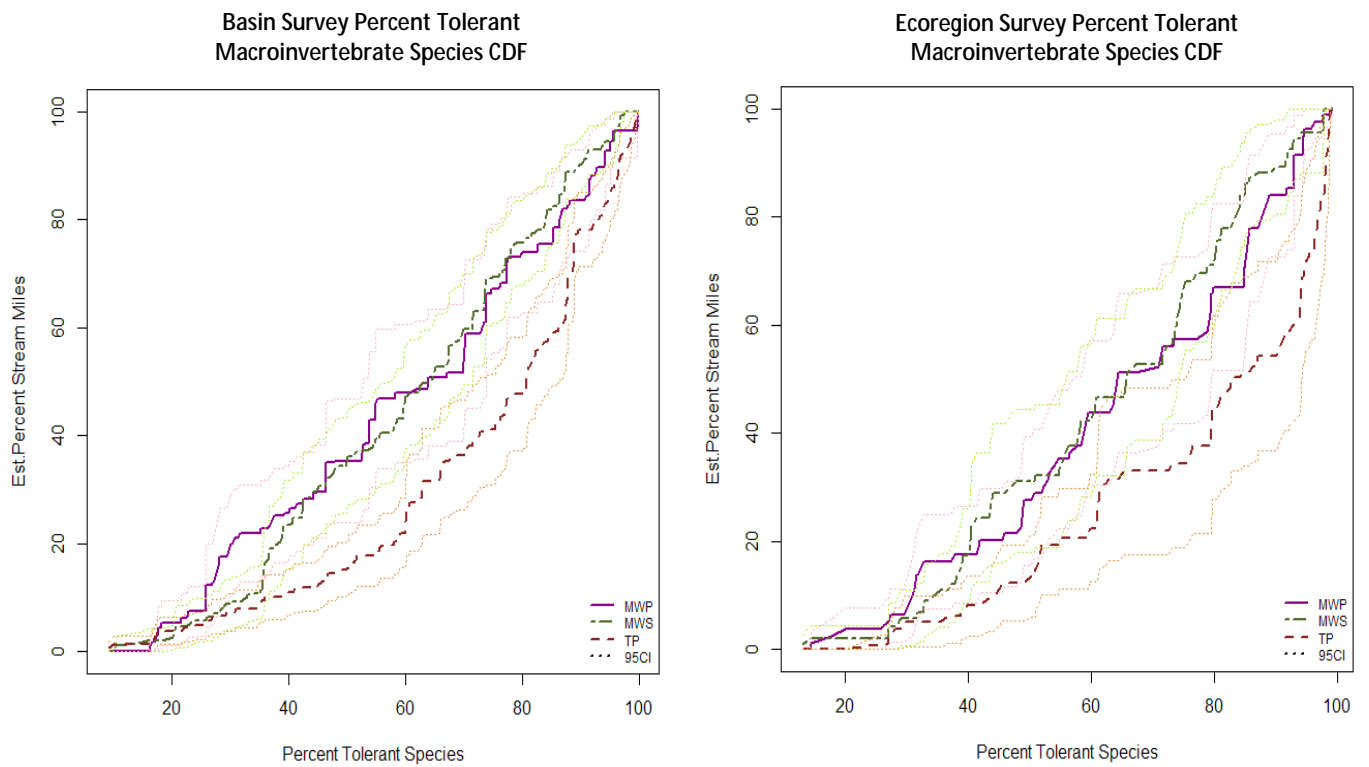 Basin Survey Percent Tolerant
Macroinvertebrate Species CDF
Est.Percent Stream Miles
100
80
60
40
20
0
MWP
MWS
TP
95CI
20 40 60 80 100
Percent Tolerant Species
Ecoregion Survey Percent Tolerant
Macroinvertebrate Species CDF
Est.Percent Stream Miles
100
80
60
40
20
0
MWP
MWS
TP
95CI
20 40 60 80 100
Percent Tolerant Species